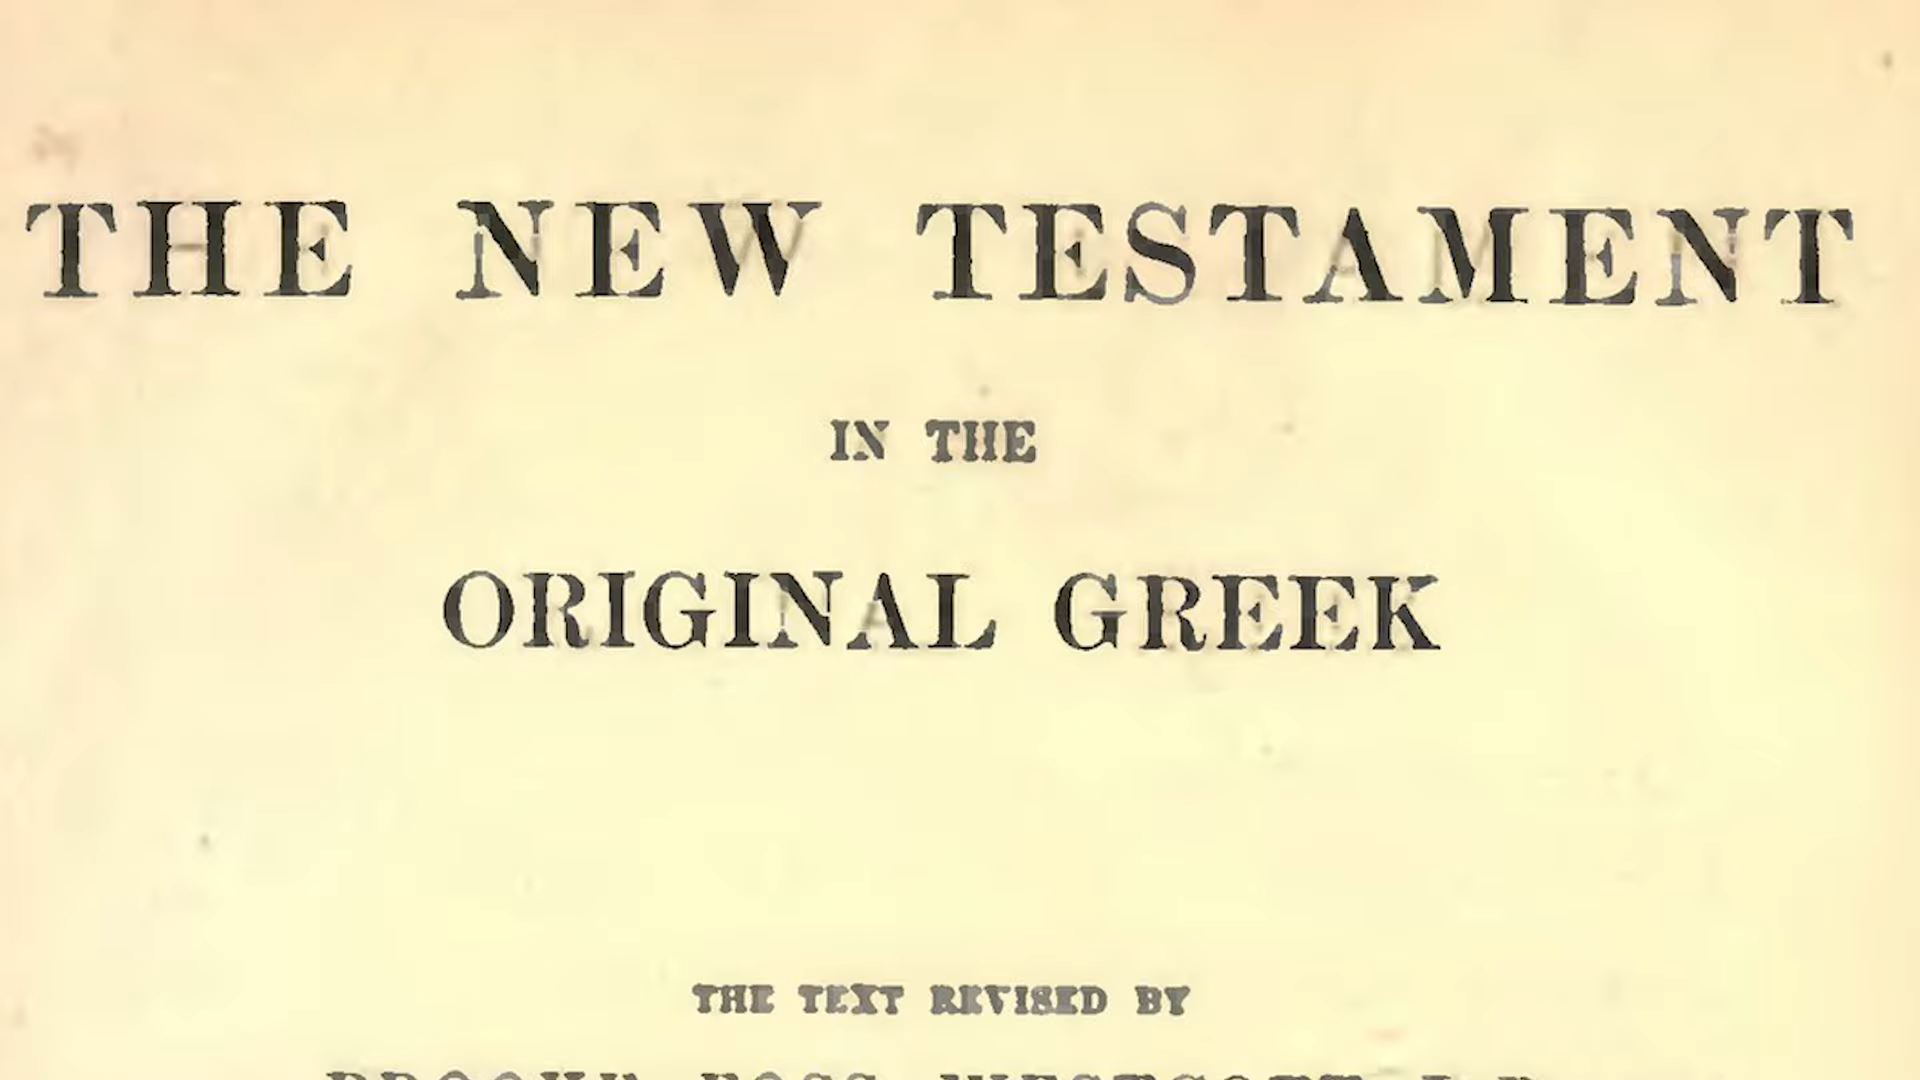 THE NEW TESTAMENT
IN THE
ORIGINAL GREEK
THE TEXT REVISED BY